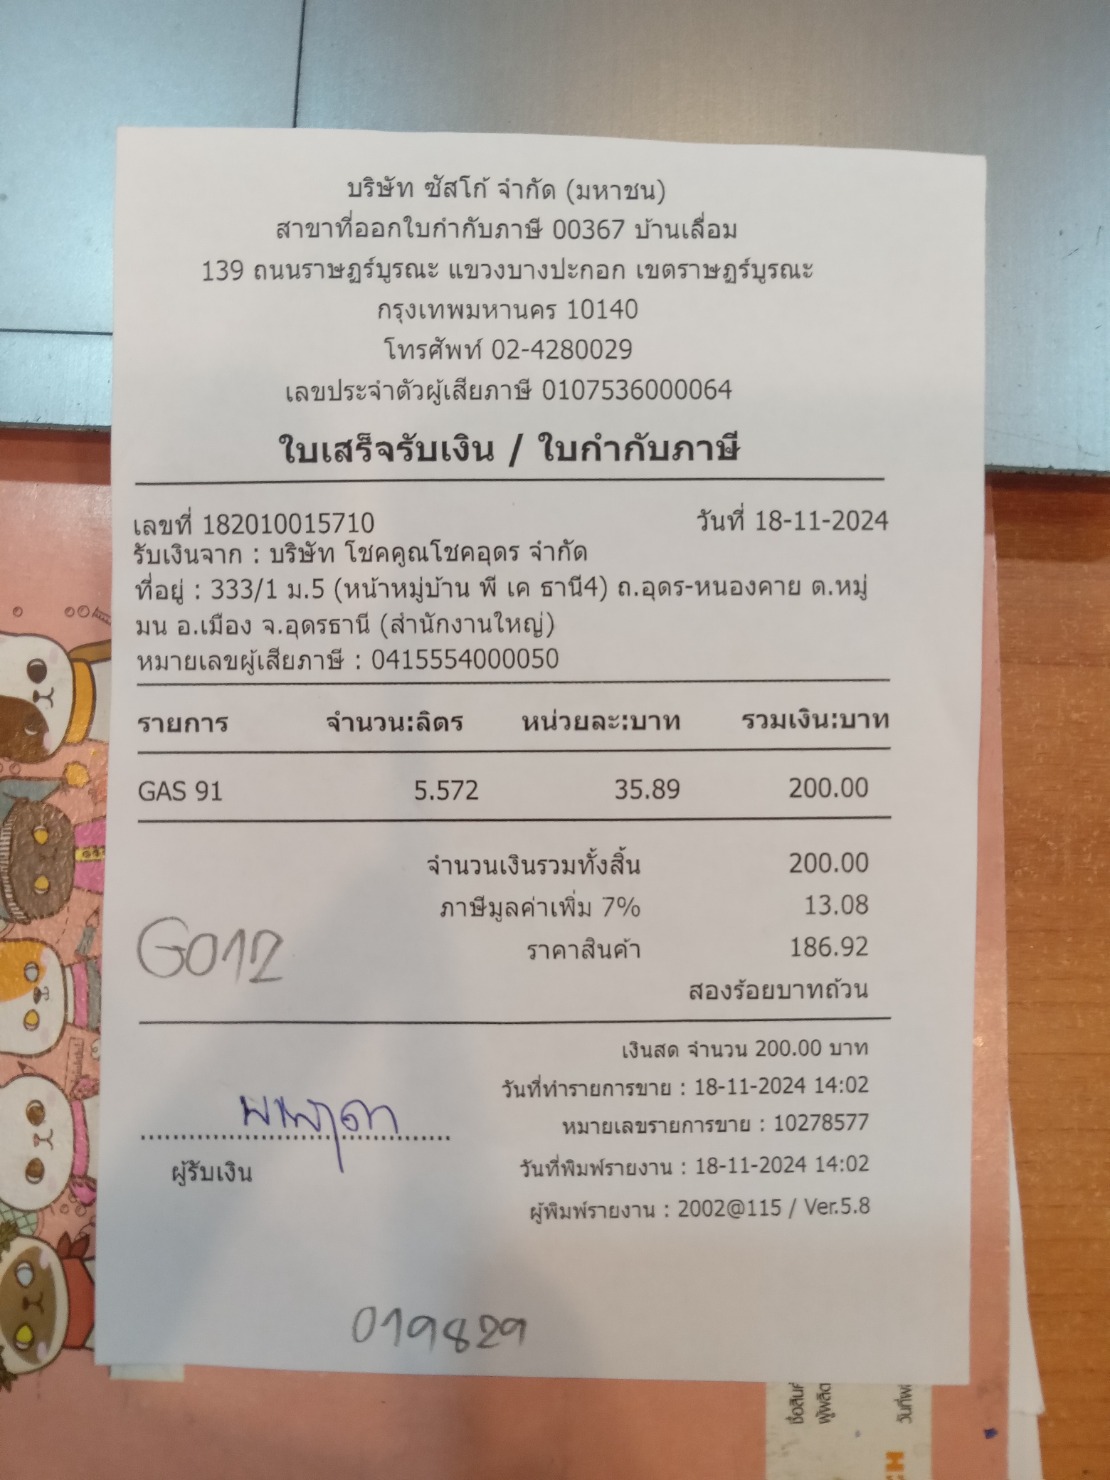 บริษัท ซัสโก้ จำกัด (มหาชน)
สาขาที่ออกใบกำกับภาษี 00367 บ้านเลื่อม
139 ถนนราษฎร์บูรณะ แขวงบางปะกอก เขตราษฎร์บูรณะ
กรุงเทพมหานคร 10140
โทรศัพท์ 02-4280029
เลขประจำตัวผู้เสียภาษี 0107536000064
ใบเสร็จรับเงิน / ใบกำกับภาษี
เลขที่ 182010015710 วันที่ 18-11-2024
รับเงินจาก : บริษัท โชคคูณโชคอุดร จำกัด
ที่อยู่ : 333/1 ม.5 (หน้าหมู่บ้าน พี เค ธานี4) ถ.อุดร-หนองคาย ต.หมู
มน อ.เมือง จ.อุดรธานี (สำนักงานใหญ่)
หมายเลขผู้เสียภาษี : 0415554000050
รายการ จำนวน:ลิตร หน่วยละ:บาท รวมเงิน:บาท
GAS 91 5.572 35.89 200.00
จำนวนเงินรวมทั้งสิ้น 200.00
ภาษีมูลค่าเพิ่ม 7% 13.08
G012
ราคาสินค้า 186.92
สองร้อยบาทถ้วน
เงินสด จำนวน 200.00 บาท
วันที่ทำรายการขาย : 18-11-2024 14:02
หมายเลขรายการขาย : 10278577
ผู้รับเงิน
วันที่พิมพ์รายงาน : 18-11-2024 14:02
ผู้พิมพ์รายงาน : 2002@115 / Ver.5.8
019829